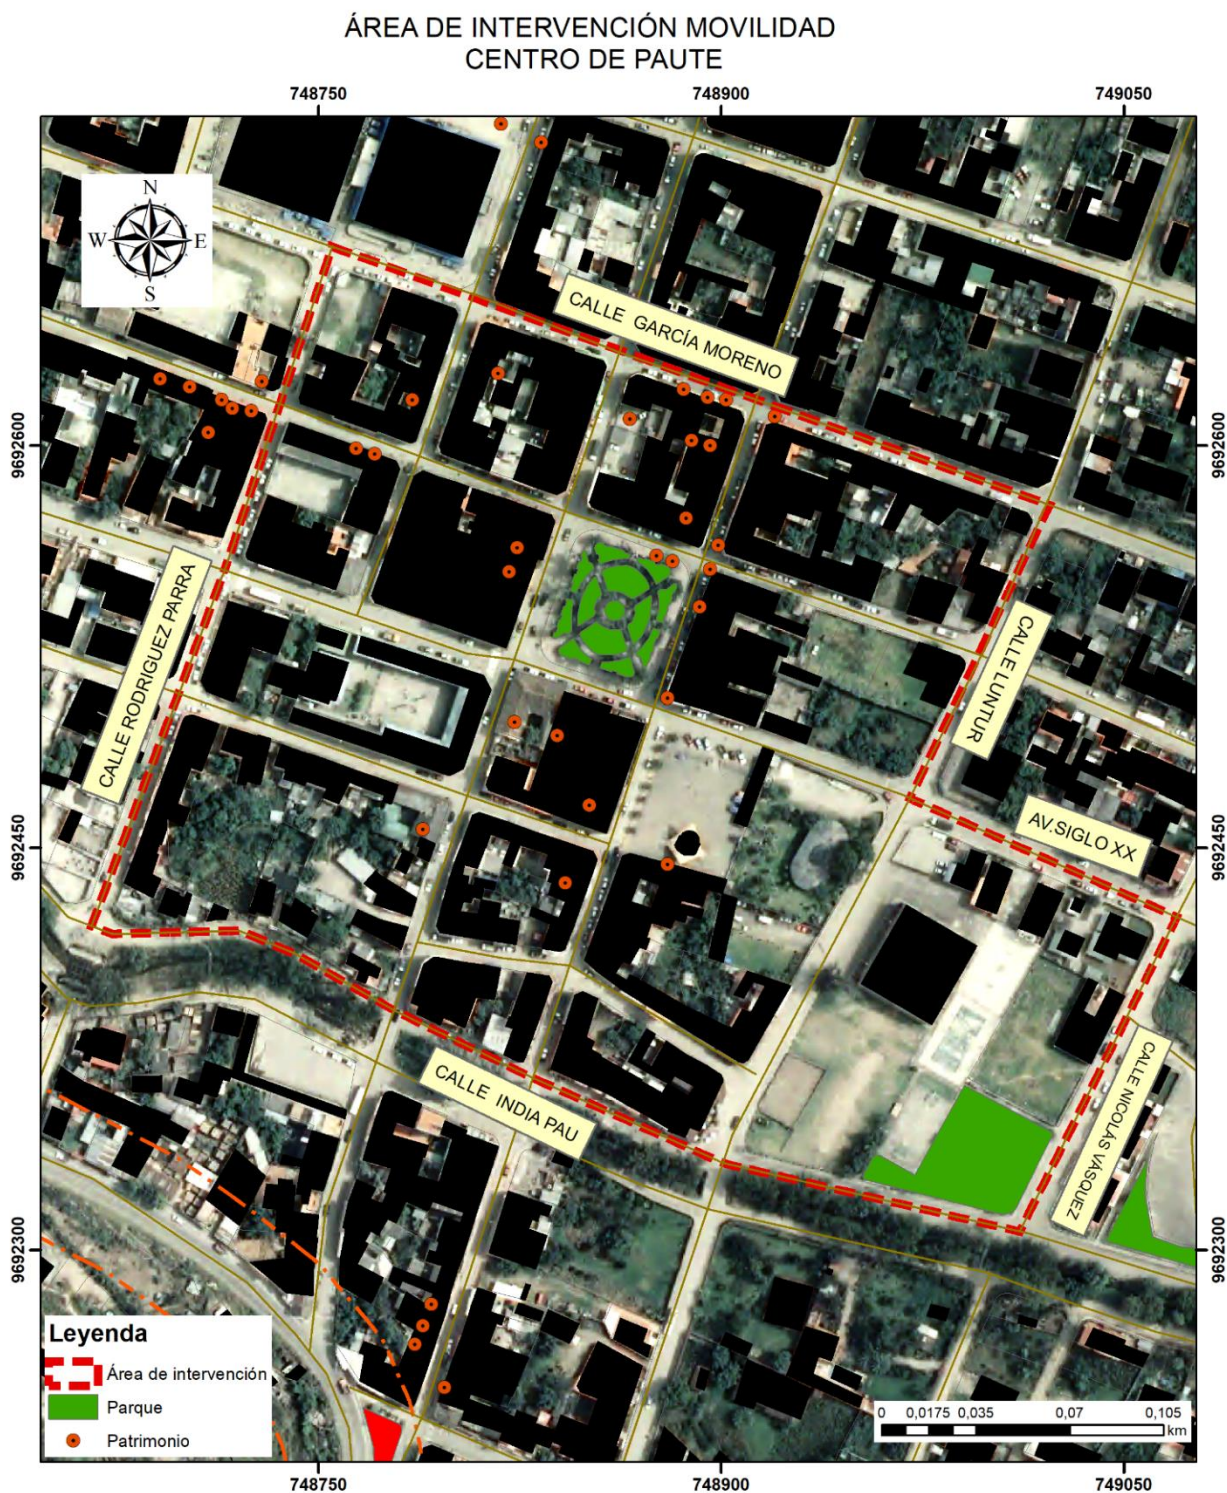 ÁREA DE INTERVENCIÓN MOVILIDAD
CENTRO DE PAUTE
748750 748900 749050
N
W E
S
CALLE GARCÍA MORENO
9692600 9692600
CALLE RODRIGUEZ PARRA
CALLE LUNTUR
AV.SIGLO XX
9692450 9692450
CALLE INDIA PAU
CALLE NICOLÁS VÁSQUEZ
9692300 9692300
Leyenda
Área de intervención
Parque
Patrimonio
0 0,0175 0,035 0,07 0,105
km
748750 748900 749050